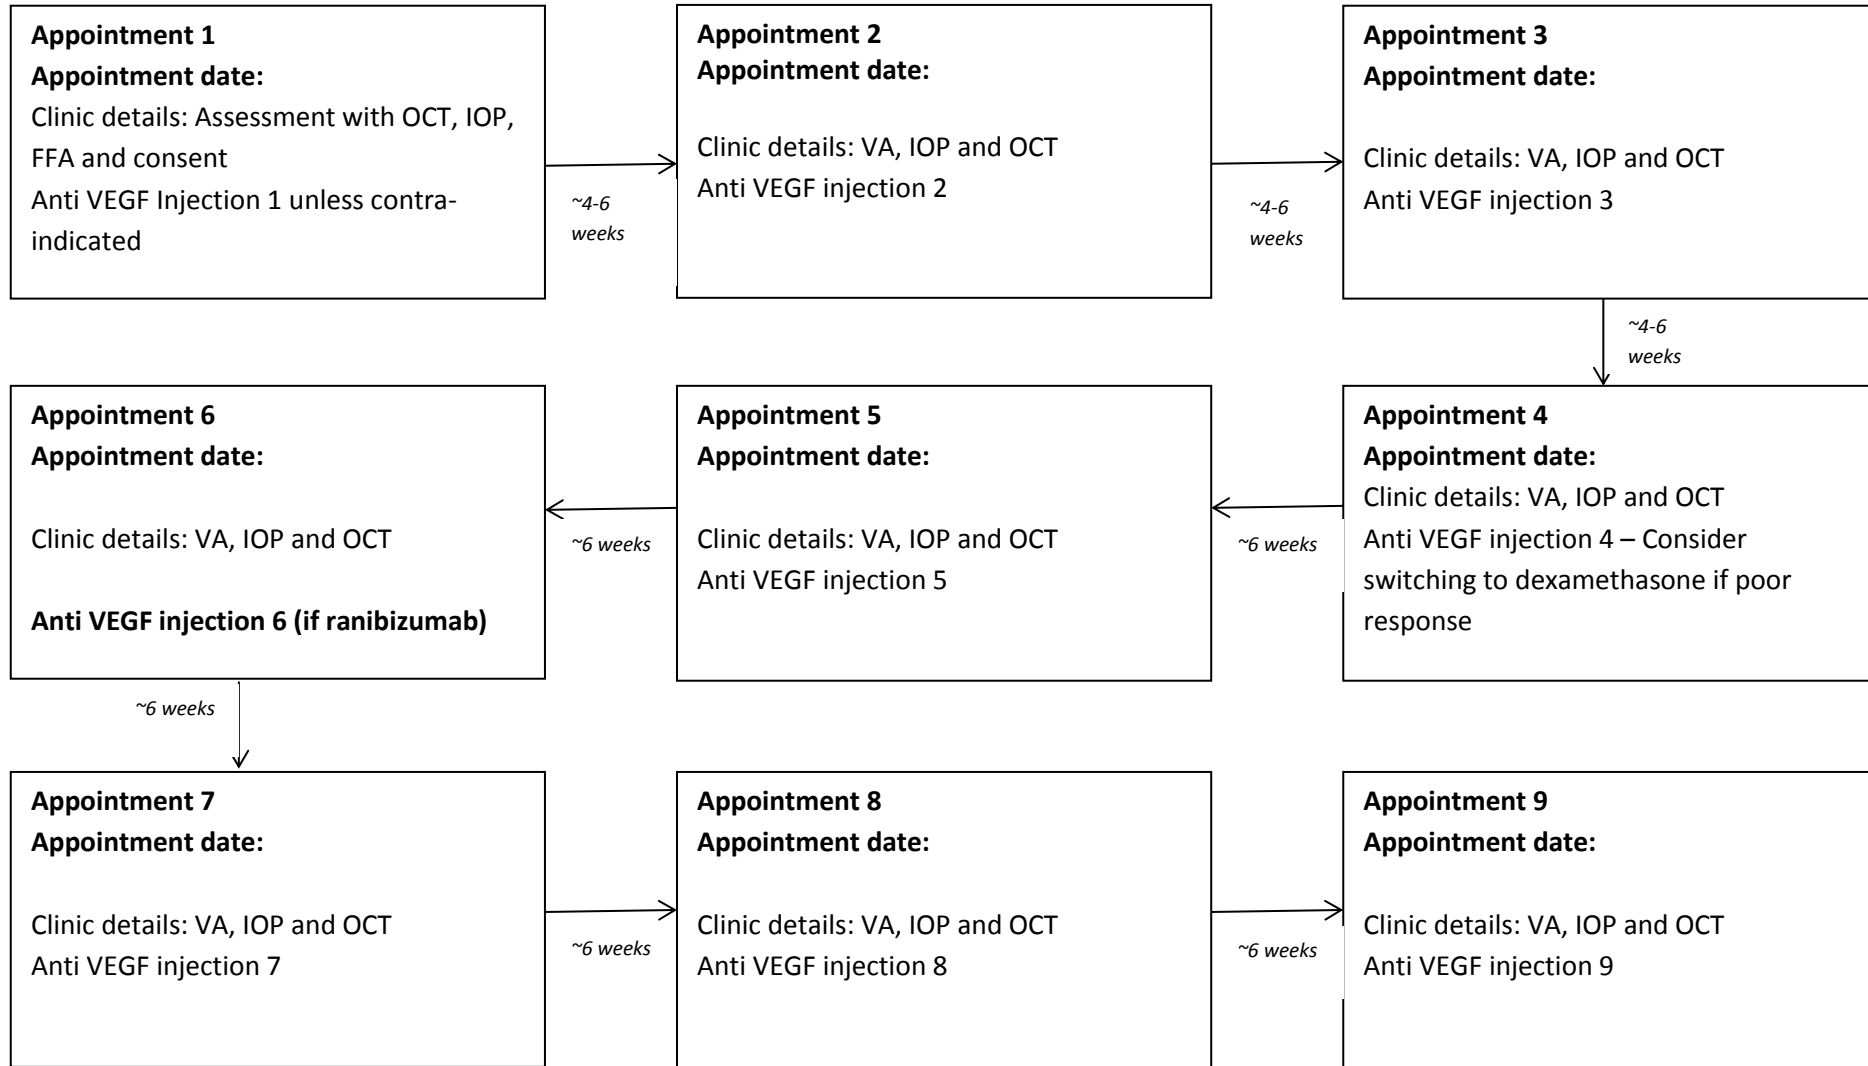 Appointment 1
Appointment date:
Clinic details: Assessment with OCT, IOP,
FFA and consent
Anti VEGF Injection 1 unless contra-
indicated
~4-6
weeks
Appointment 2
Appointment date:
Clinic details: VA, IOP and OCT
Anti VEGF injection 2
~4-6
weeks
Appointment 3
Appointment date:
Clinic details: VA, IOP and OCT
Anti VEGF injection 3
~4-6
weeks
Appointment 4
Appointment date:
Clinic details: VA, IOP and OCT
Anti VEGF injection 4 – Consider
switching to dexamethasone if poor
response
~6 weeks
Appointment 5
Appointment date:
Clinic details: VA, IOP and OCT
Anti VEGF injection 5
~6 weeks
Appointment 6
Appointment date:
Clinic details: VA, IOP and OCT
Anti VEGF injection 6 (if ranibizumab)
~6 weeks
Appointment 7
Appointment date:
Clinic details: VA, IOP and OCT
Anti VEGF injection 7
~6 weeks
Appointment 8
Appointment date:
Clinic details: VA, IOP and OCT
Anti VEGF injection 8
~6 weeks
Appointment 9
Appointment date:
Clinic details: VA, IOP and OCT
Anti VEGF injection 9